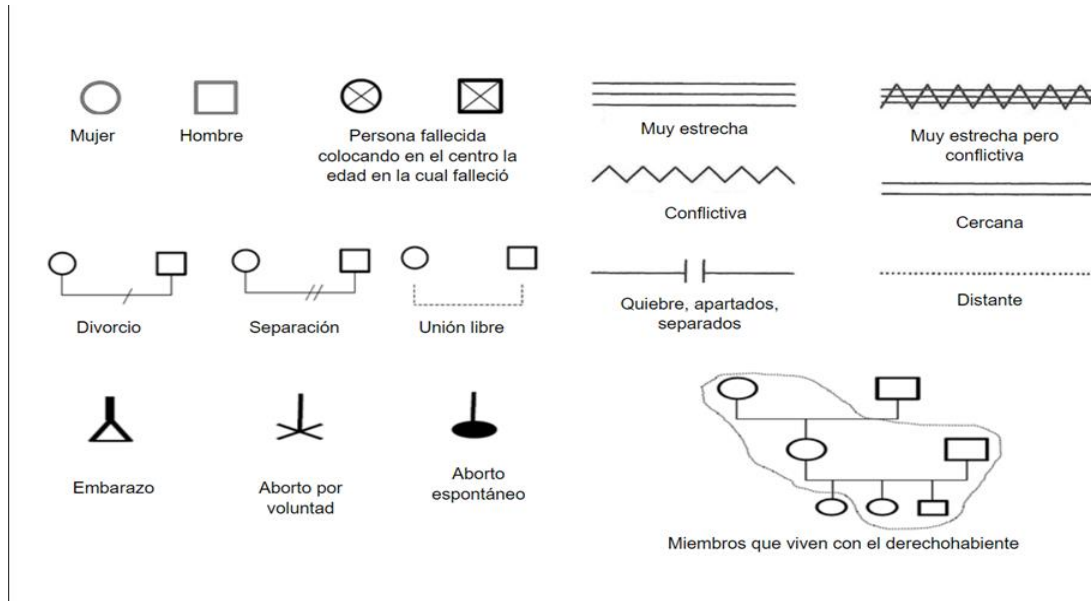 Mujer
Hombre
Persona fallecida
colocando en el centro la
edad en la cual falleció
Muy estrecha
Muy estrecha pero
conflictiva
Conflictiva
Cercana
Divorcio
Separación
Unión libre
Quiebre, apartados,
separados
Distante
Embarazo
Aborto por
voluntad
Aborto
espontáneo
Miembros que viven con el derechohabiente